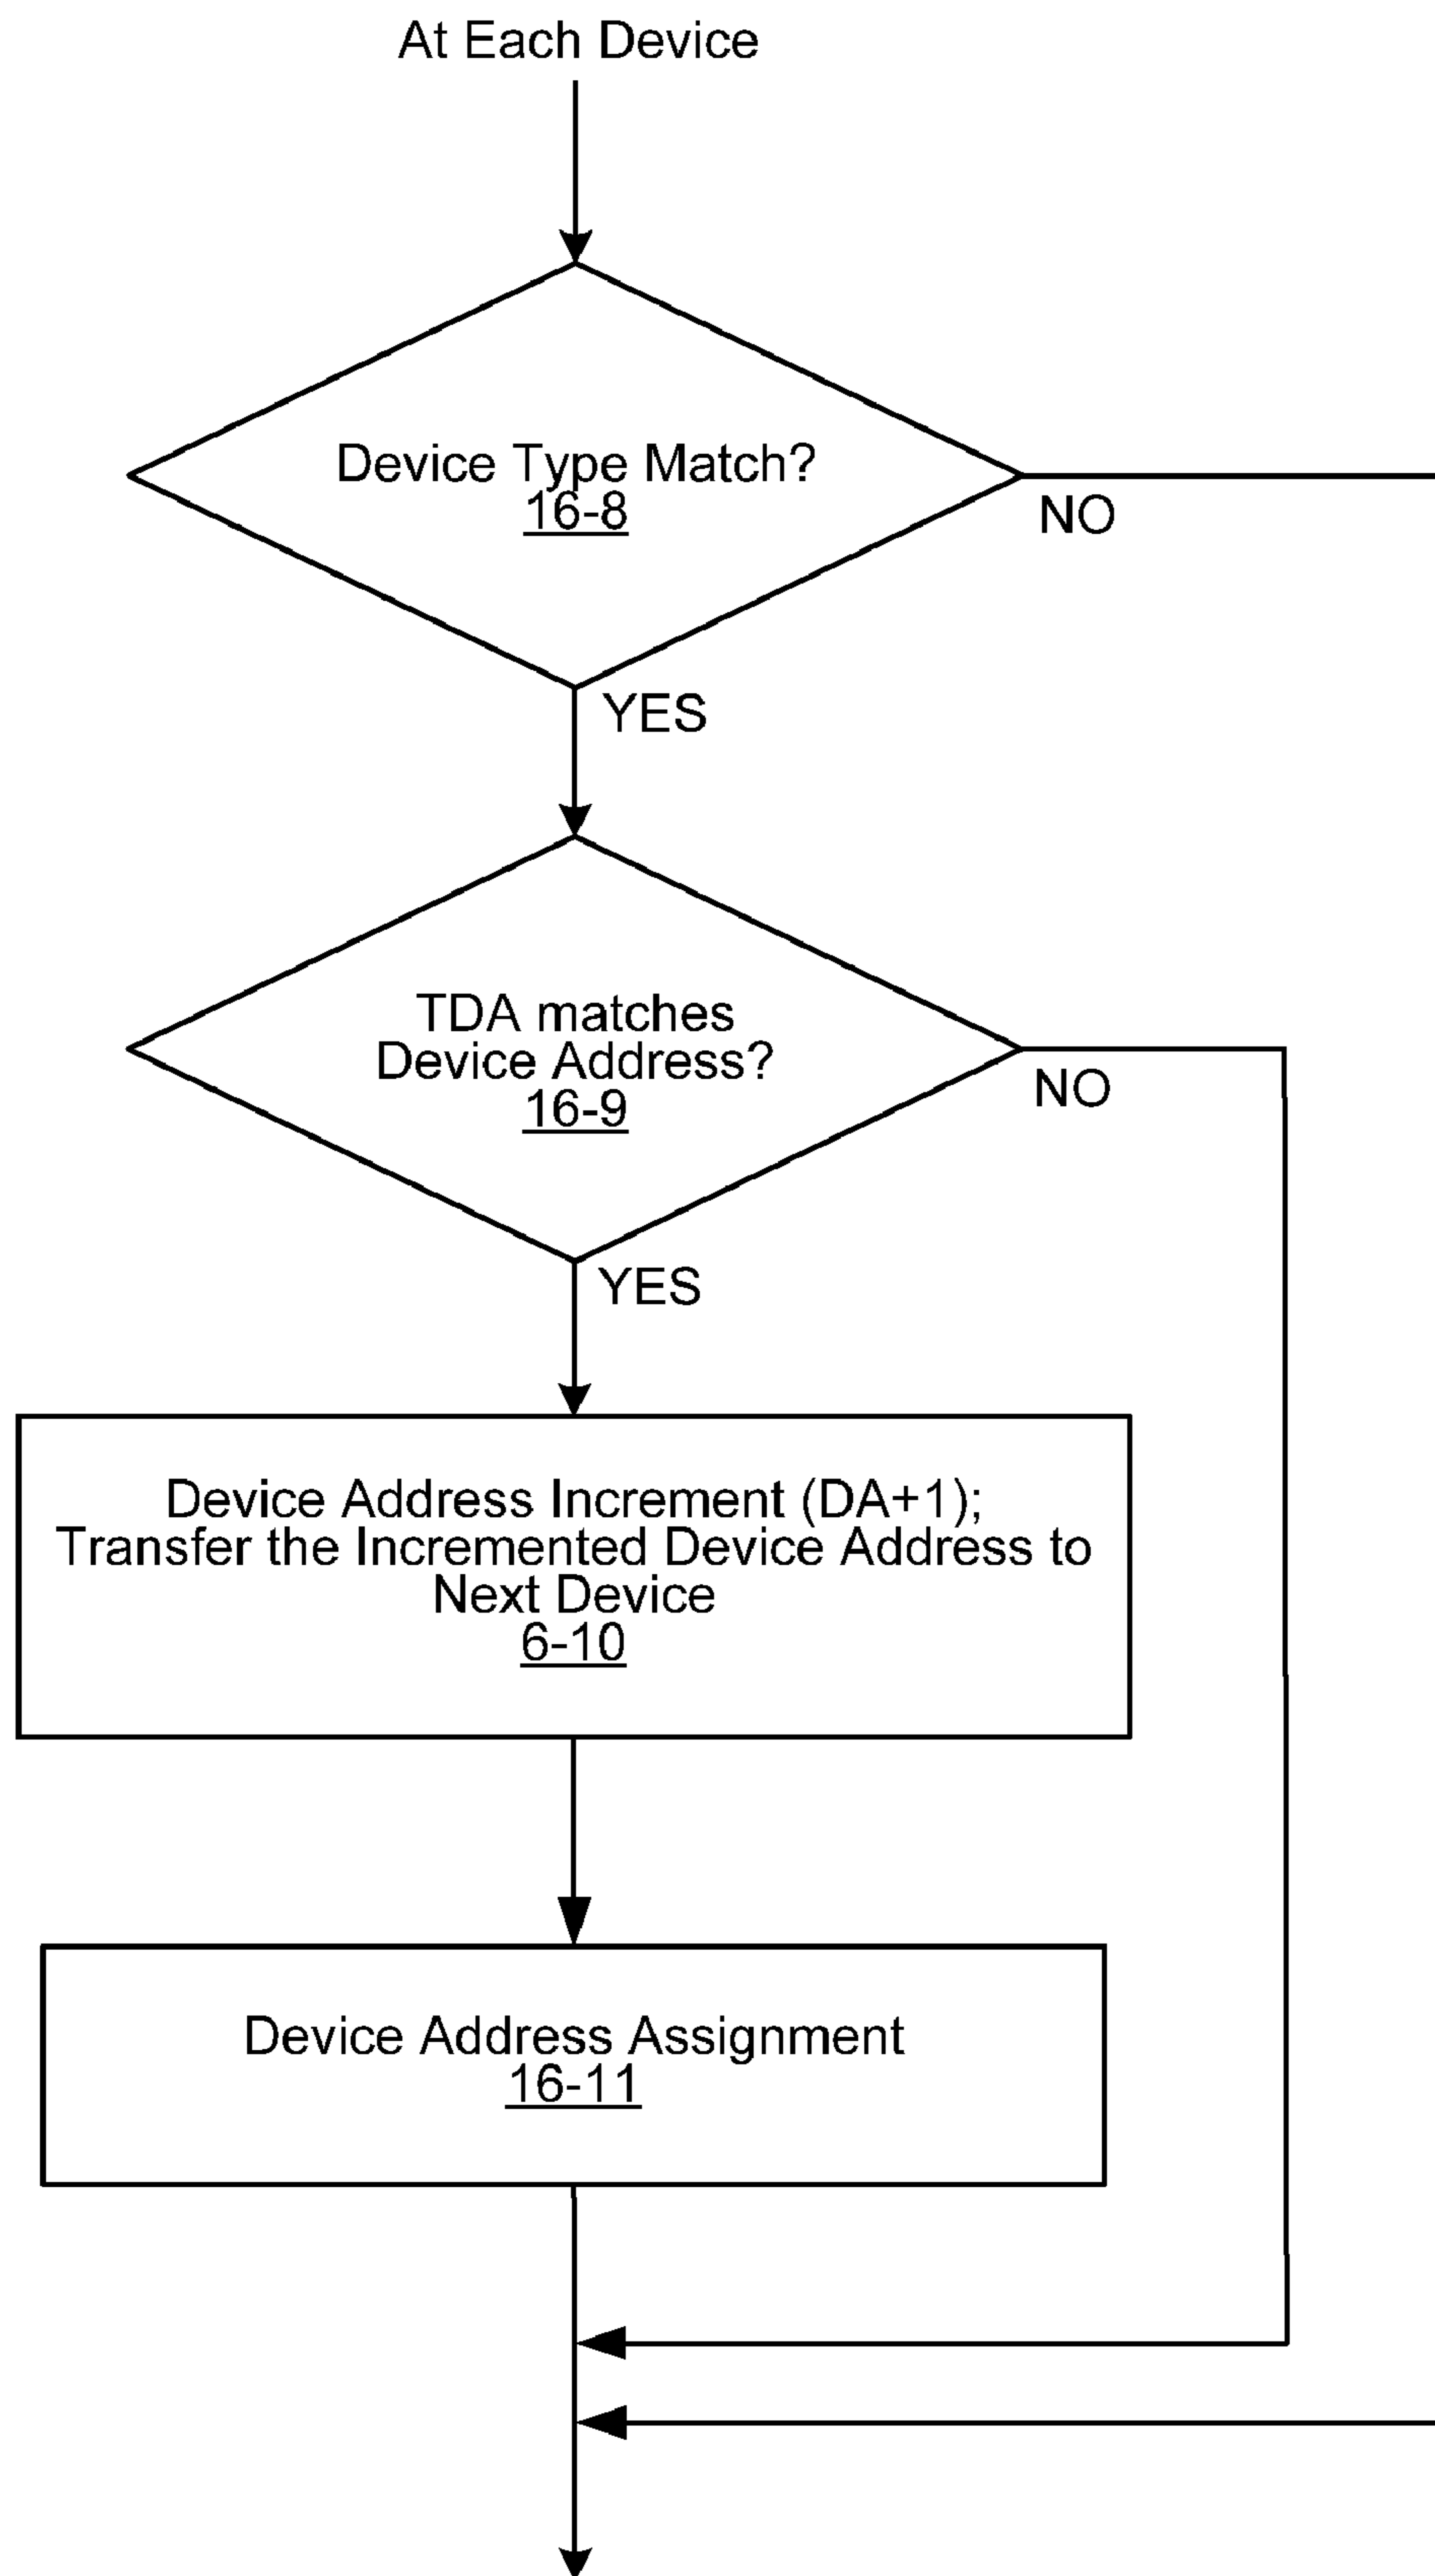 At Each Device
Device Type Match?
16-8
NO
YES
TDA matches
Device Address?
16-9
NO
YES
Device Address Increment (DA+1);
Transfer the Incremented Device Address to
Next Device
6-10
Device Address Assignment
16-11